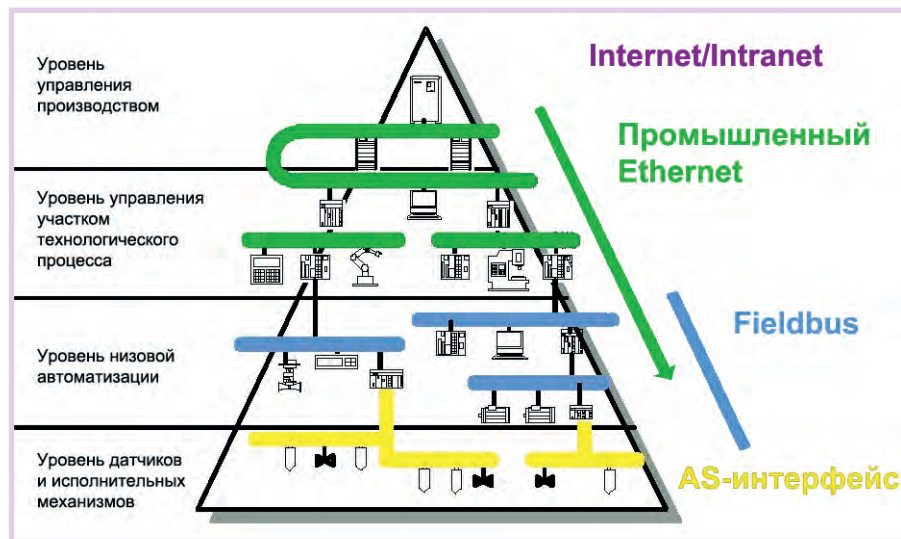 Уровень
управления
производством
Internet/Intranet
Промышленный
Ethernet
Уровень управления
участком
технологического
процесса
Fieldbus
Уровень низовой
автоматизации
Уровень датчиков
и исполнительных
механизмов
AS-интерфейс